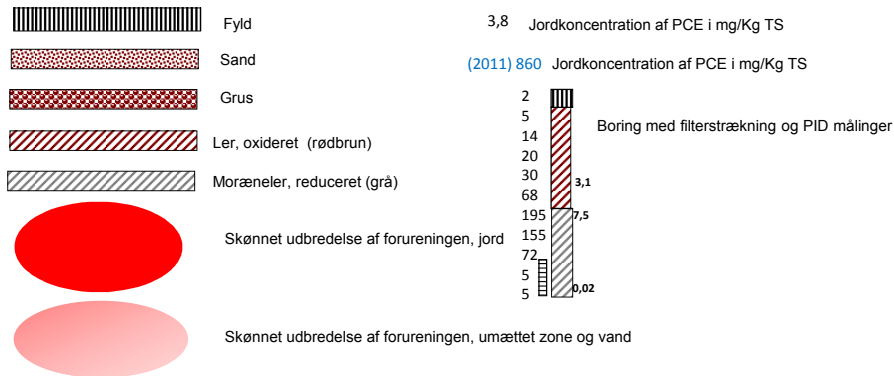 Fyld
3,8 Jordkoncentration af PCE i mg/Kg TS
Sand
(2011) 860 Jordkoncentration af PCE i mg/Kg TS
Grus
2
5
Boring med filterstrækning og PID målinger
14
Ler, oxideret (rødbrun)
20
30
Moræneler, reduceret (grå)
3,1
68
195 7,5
Skønnet udbredelse af forureningen, jord
155
72
5
5 0,02
Skønnet udbredelse af forureningen, umættet zone og vand